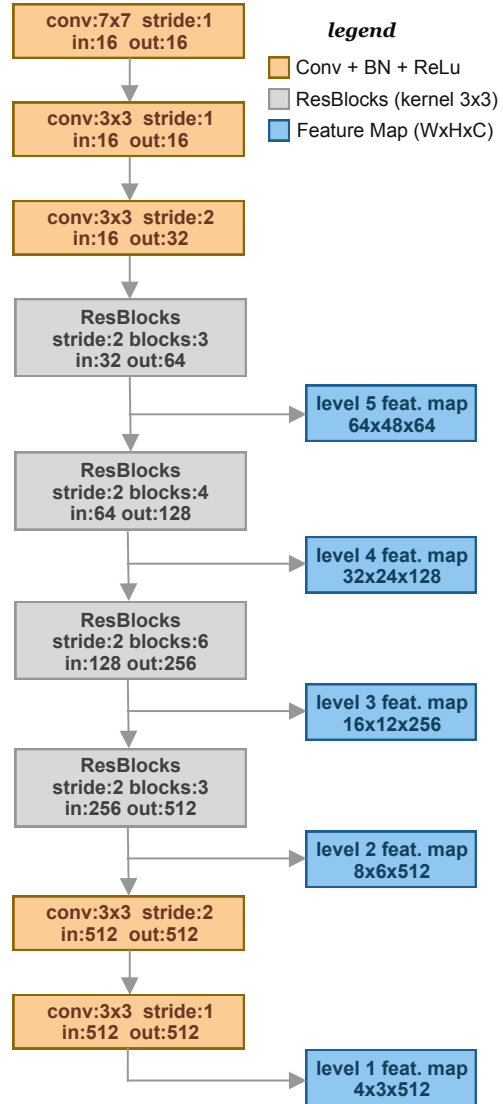 conv:7x7 stride:1
in:16 out:16
legend
Conv + BN + ReLu
ResBlocks (kernel 3x3)
Feature Map (WxHxC)
conv:3x3 stride:1
in:16 out:16
conv:3x3 stride:2
in:16 out:32
ResBlocks
stride:2 blocks:3
in:32 out:64
level 5 feat. map
64x48x64
ResBlocks
stride:2 blocks:4
in:64 out:128
level 4 feat. map
32x24x128
ResBlocks
stride:2 blocks:6
in:128 out:256
level 3 feat. map
16x12x256
ResBlocks
stride:2 blocks:3
in:256 out:512
level 2 feat. map
8x6x512
conv:3x3 stride:2
in:512 out:512
conv:3x3 stride:1
in:512 out:512
level 1 feat. map
4x3x512